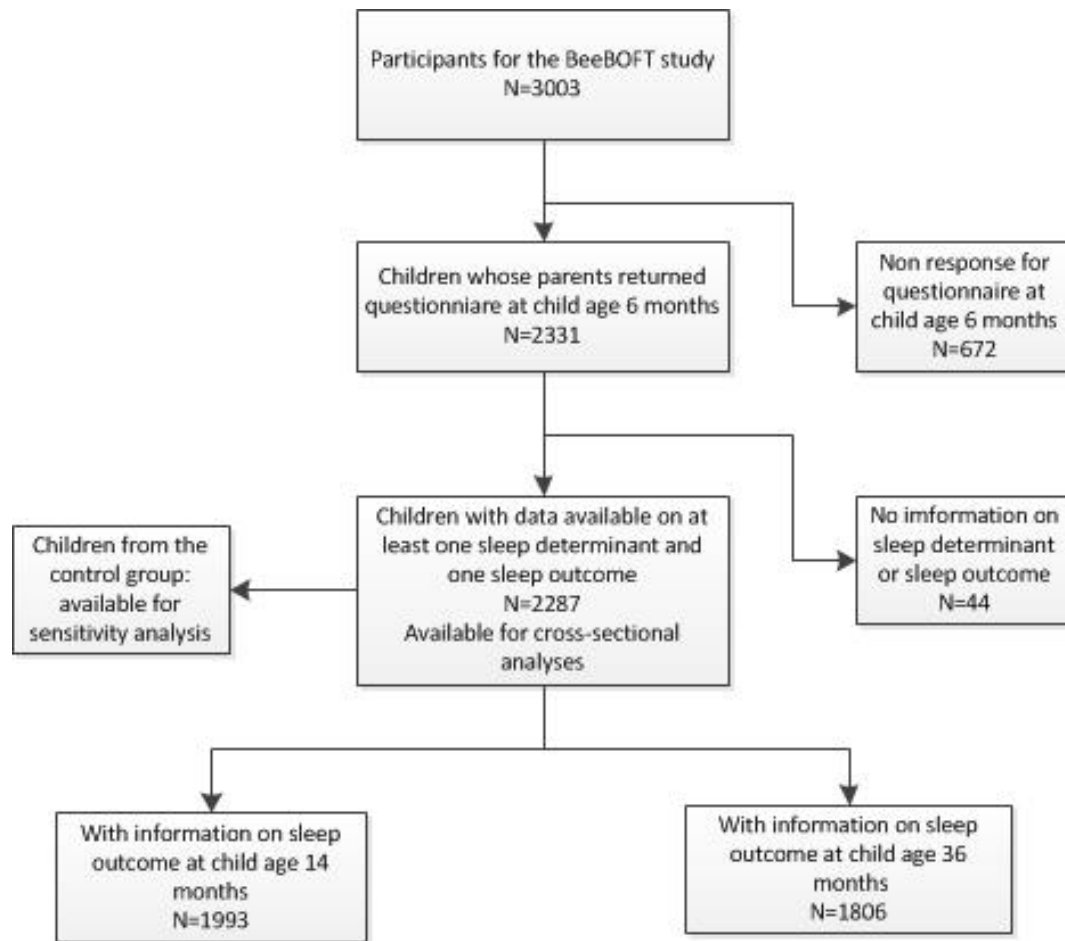 Participants for the BeeBOFT study
N=3003
Children whose parents returned
questionniare at child age 6 months
N=2331
Non response for
questionnaire at
child age 6 months
N=672
Children from the
control group:
available for
sensitivity analysis
Children with data available on at
least one sleep determinant and
one sleep outcome
N=2287
Available for cross-sectional
analyses
No imformation on
sleep determinant
or sleep outcome
N=44
With information on sleep
outcome at child age 14
months
N=1993
With information on sleep
outcome at child age 36
months
N=1806